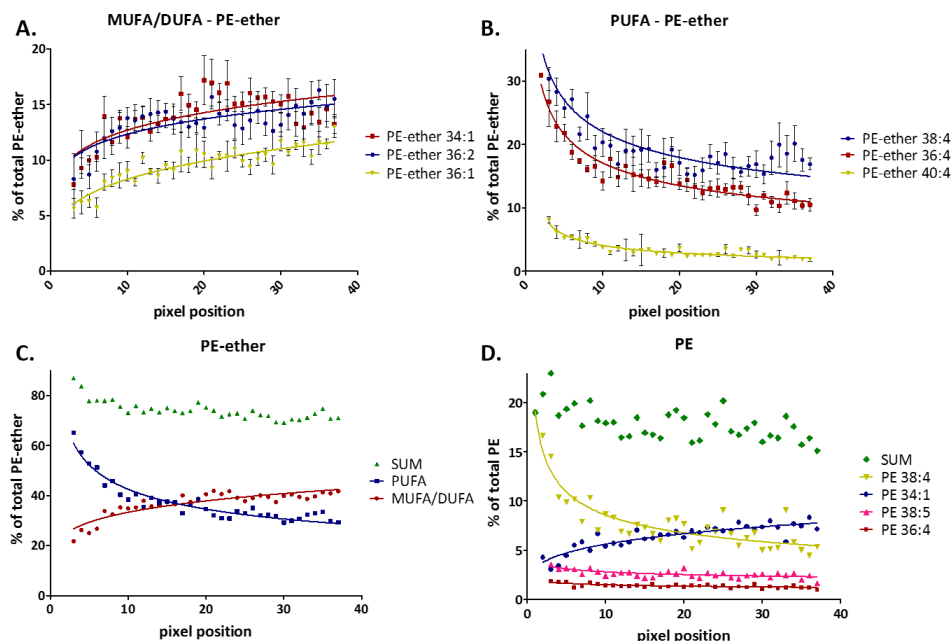 A.
MUFA/DUFA - PE-ether
% of total PE-ether
20
15
10
5
0
0
10
20
30
40
pixel position
PE-ether 34:1
PE-ether 36:2
PE-ether 36:1
B.
PUFA - PE-ether
% of total PE-ether
30
20
10
0
0
10
20
30
40
pixel position
PE-ether 38:4
PE-ether 36:4
PE-ether 40:4
C.
PE-ether
% of total PE-ether
80
60
40
20
0
0
10
20
30
40
pixel position
SUM
PUFA
MUFA/DUFA
D.
PE
% of total PE
20
15
10
5
0
0
10
20
30
40
pixel position
SUM
PE 38:4
PE 34:1
PE 38:5
PE 36:4